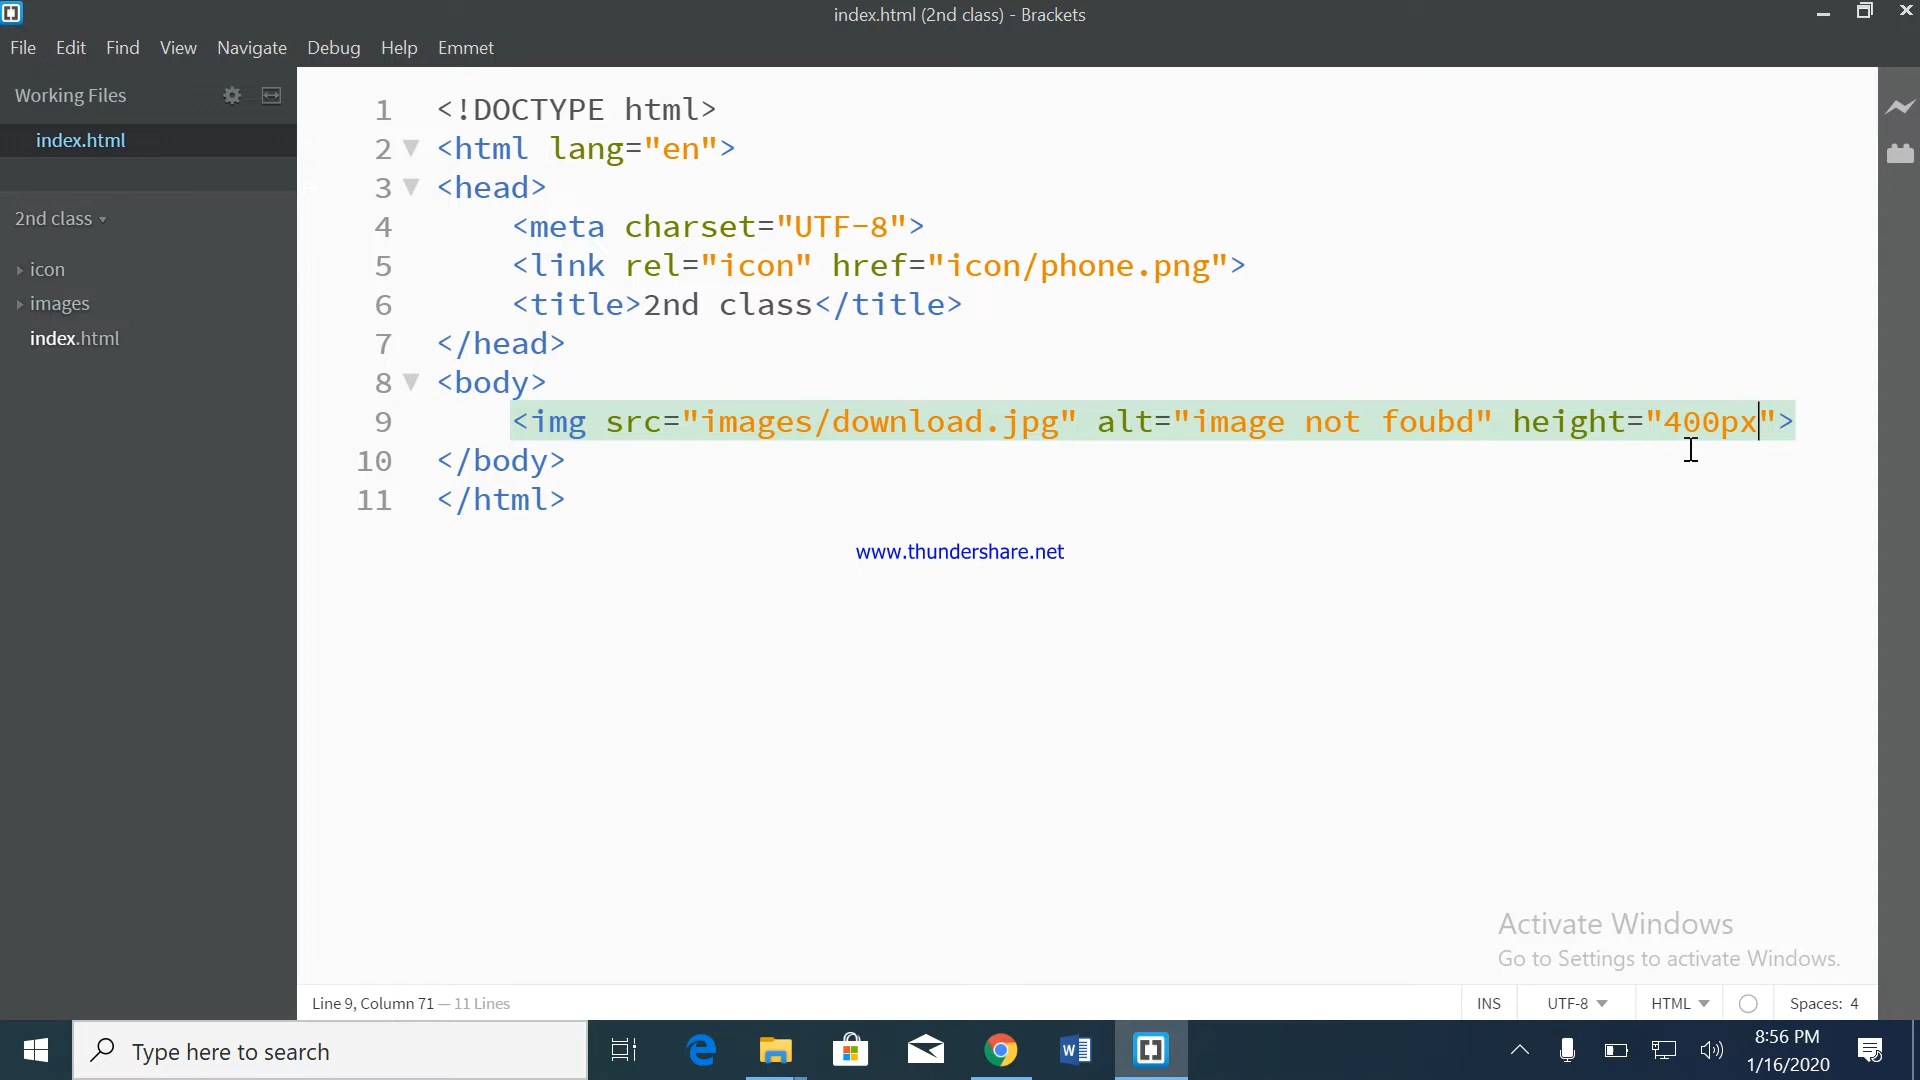 index.html (2nd class) - Brackets
File Edit Find View Navigate Debug Help Emmet
Working Files
index.html
2nd class
icon
images
index.html
1 <!DOCTYPE html>
2 <html lang="en">
3 <head>
4 <meta charset="UTF-8">
5 <link rel="icon" href="icon/phone.png">
6 <title>2nd class</title>
7 </head>
8 <body>
9 <img src="images/download.jpg" alt="image not foubd" height="400px">
10 </body>
11 </html>
www.thundershare.net
Activate Windows
Go to Settings to activate Windows.
Line 9, Column 71 — 11 Lines
INS UTF-8 HTML Spaces: 4
Type here to search
8:56 PM
1/16/2020